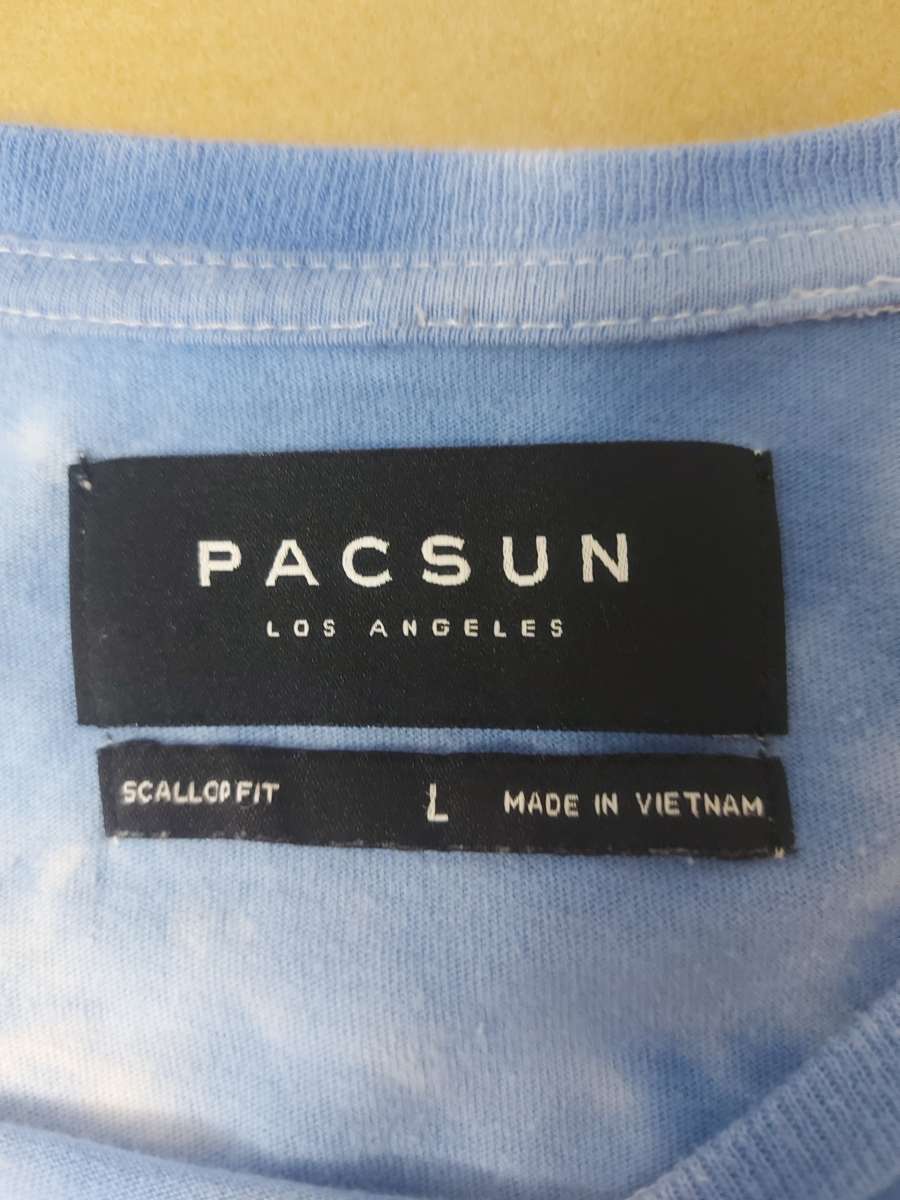 PACSUN
LOS ANGELES
SCALLOP FIT L MADE IN VIETNAM